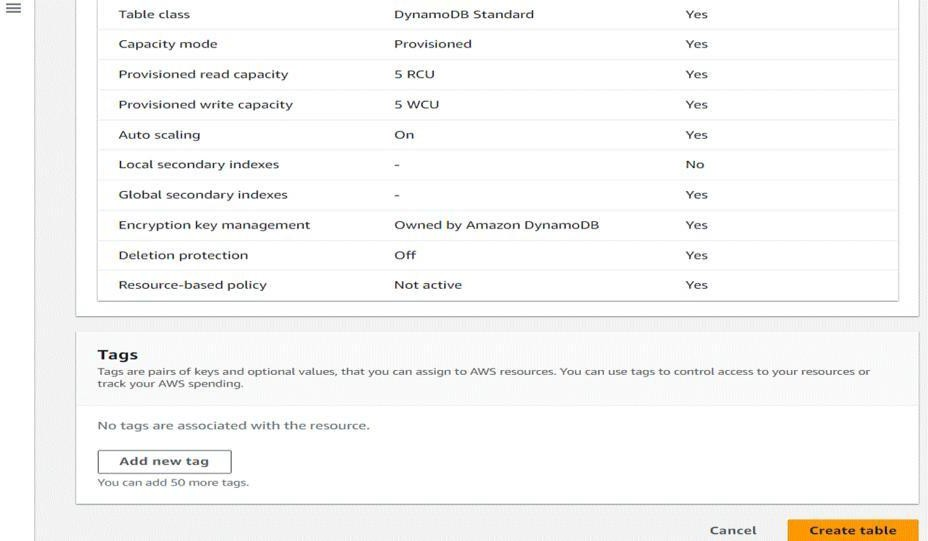 Table class DynamoDB Standard Yes
Capacity mode Provisioned Yes
Provisioned read capacity 5 RCU Yes
Provisioned write capacity 5 WCU Yes
Auto scaling On Yes
Local secondary indexes - No
Global secondary indexes - Yes
Encryption key management Owned by Amazon DynamoDB Yes
Deletion protection Off Yes
Resource-based policy Not active Yes
Tags
Tags are pairs of keys and optional values, that you can assign to AWS resources. You can use tags to control access to your resources or
track your AWS spending.
No tags are associated with the resource.
Add new tag
You can add 50 more tags.
Cancel Create table